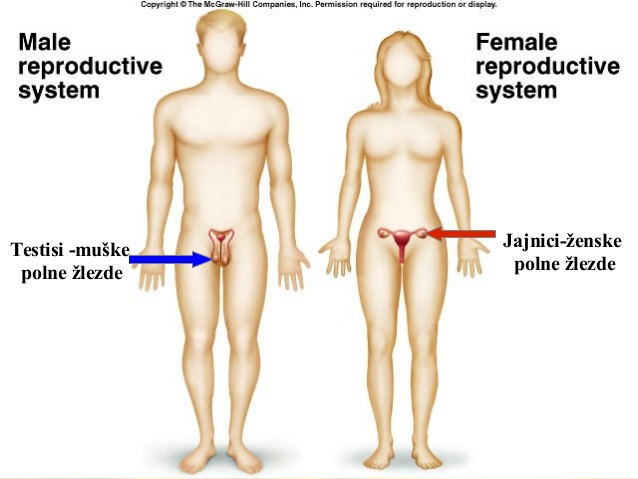 Copyright © The McGraw-Hill Companies, Inc. Permission required for reproduction or display.
Male
reproductive
system
Female
reproductive
system
Testisi -muške
polne žlezde
Jajnici-ženske
polne žlezde